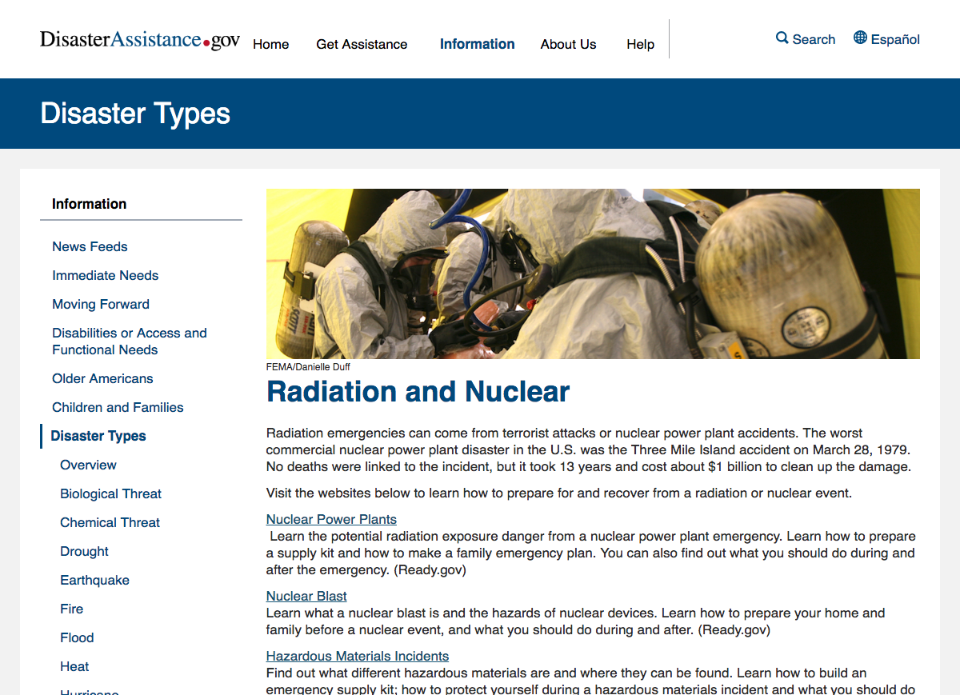 DisasterAssistance.gov
Home
Get Assistance
Information
About Us
Help
Search
Español
Disaster Types
Information
News Feeds
Immediate Needs
Moving Forward
Disabilities or Access and
Functional Needs
Older Americans
Children and Families
Disaster Types
Overview
Biological Threat
Chemical Threat
Drought
Earthquake
Fire
Flood
Heat
Hurricane
FEMA/Danielle Duff
Radiation and Nuclear
Radiation emergencies can come from terrorist attacks or nuclear power plant accidents. The worst
commercial nuclear power plant disaster in the U.S. was the Three Mile Island accident on March 28, 1979.
No deaths were linked to the incident, but it took 13 years and cost about $1 billion to clean up the damage.
Visit the websites below to learn how to prepare for and recover from a radiation or nuclear event.
Nuclear Power Plants
Learn the potential radiation exposure danger from a nuclear power plant emergency. Learn how to prepare
a supply kit and how to make a family emergency plan. You can also find out what you should do during and
after the emergency. (Ready.gov)
Nuclear Blast
Learn what a nuclear blast is and the hazards of nuclear devices. Learn how to prepare your home and
family before a nuclear event, and what you should do during and after. (Ready.gov)
Hazardous Materials Incidents
Find out what different hazardous materials are and where they can be found. Learn how to build an
emergency supply kit; how to protect yourself during a hazardous materials incident and what you should do